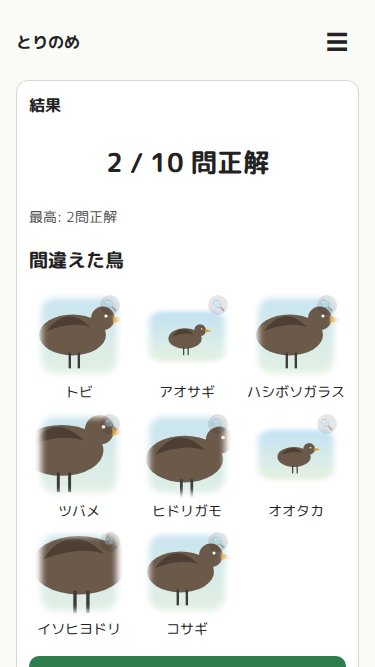 とりのめ
結果
2 / 10 問正解
最高: 2問正解
間違えた鳥
トビ
アオサギ
ハシボソガラス
ツバメ
ヒドリガモ
オオタカ
イソヒヨドリ
コサギ